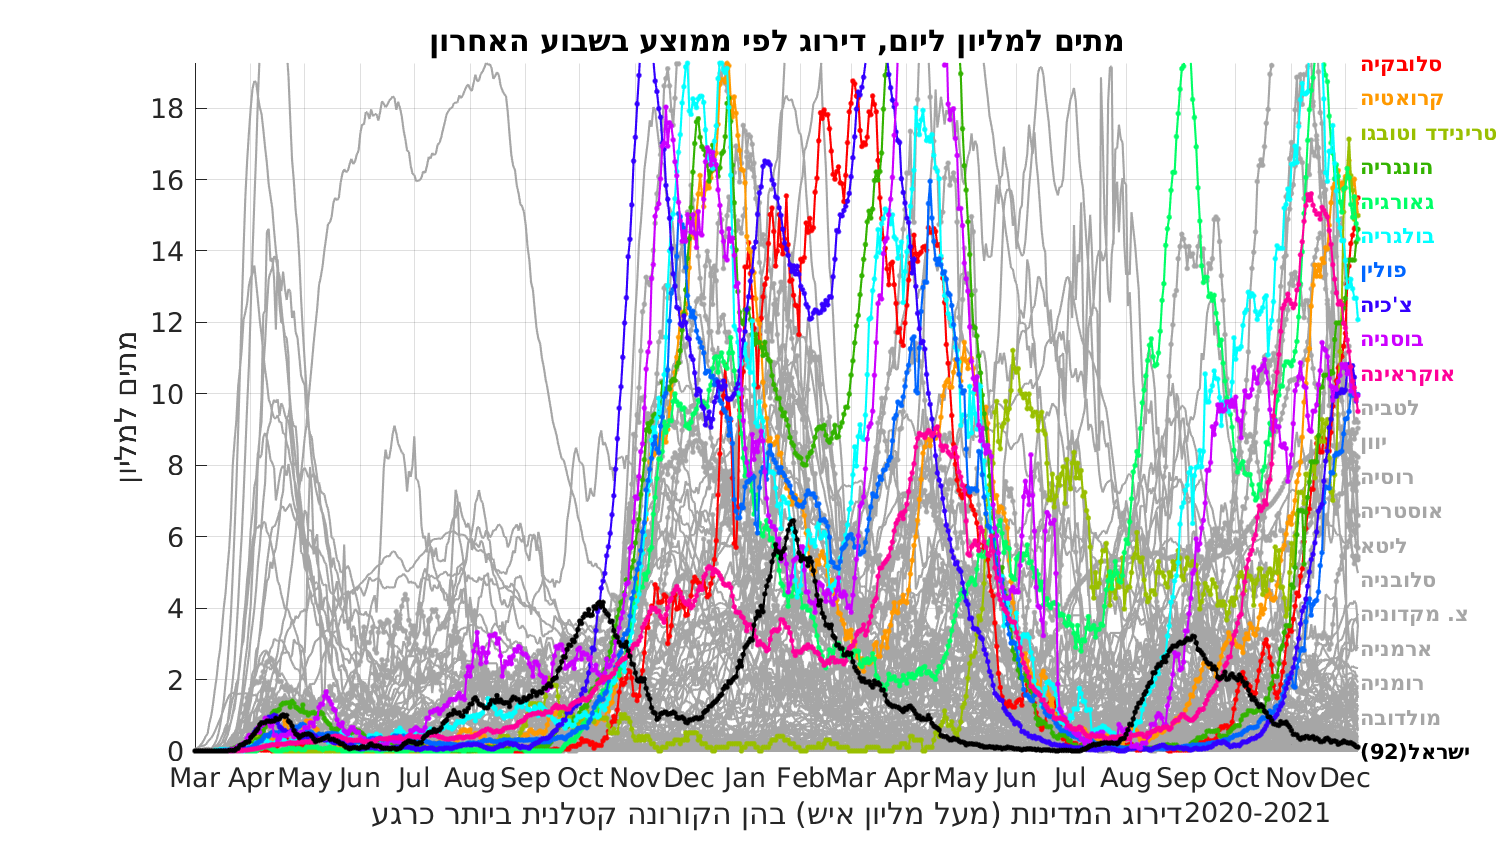 מתים למליון ליום, דירוג לפי ממוצע בשבוע האחרון
מתים למליון
18
16
14
12
10
8
6
4
2
0
Mar Apr May Jun Jul Aug Sep Oct Nov Dec Jan Feb Mar Apr May Jun Jul Aug Sep Oct Nov Dec
דירוג המדינות (מעל מליון איש) בהן הקורונה קטלנית ביותר כרגע2020-2021
סלובקיה
קרואטיה
טרינידד וטובגו
הונגריה
גאורגיה
בולגריה
פולין
צ'כיה
בוסניה
אוקראינה
לטביה
יוון
רוסיה
אוסטריה
ליטא
סלובניה
צ. מקדוניה
ארמניה
רומניה
מולדובה
ישראל(92)